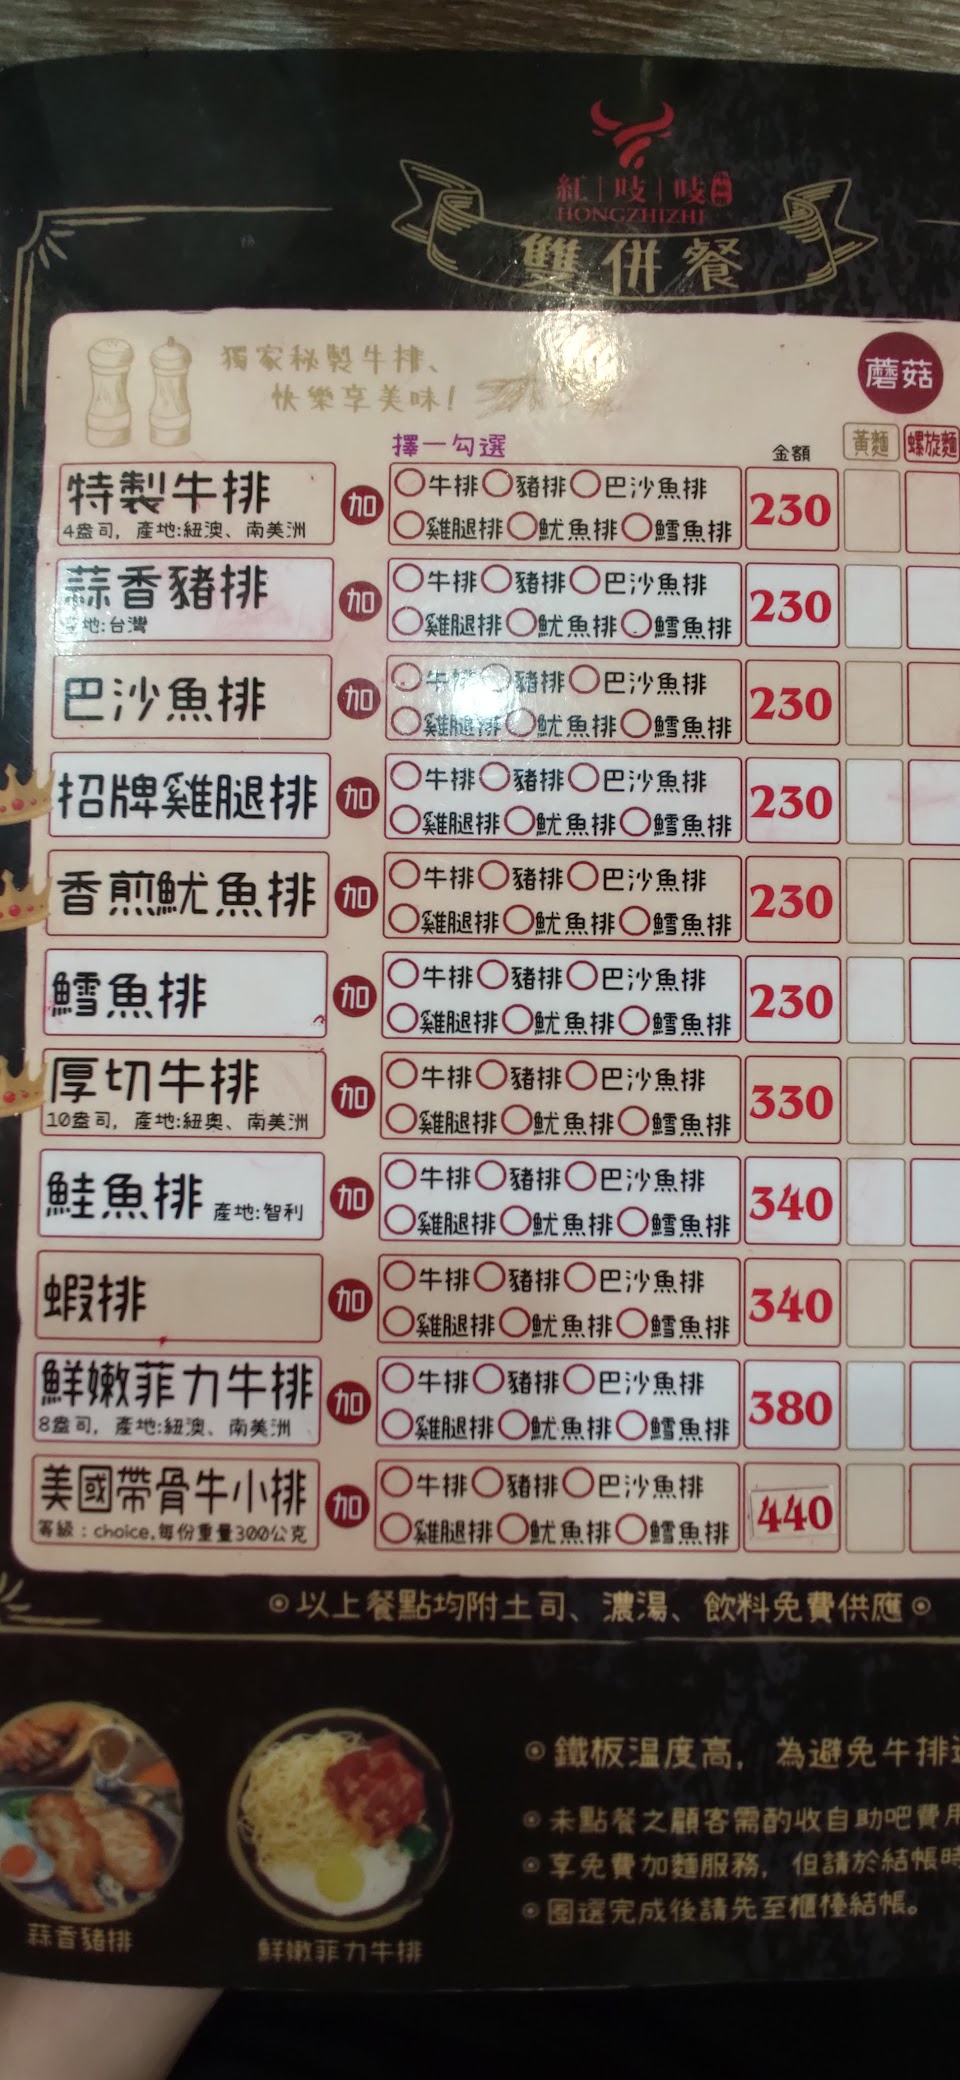 紅|吱|吱
HONGZHIZHI
雙併餐
獨家秘製牛排、
快樂享美味!
蘑菇
擇一勾選
金額
黃麵
螺旋麵
特製牛排
4盎司, 產地:紐澳、南美洲
加
牛排 豬排 巴沙魚排
雞腿排 魷魚排 鱈魚排
230
蒜香豬排
地:台灣
加
牛排 豬排 巴沙魚排
雞腿排 魷魚排 鱈魚排
230
巴沙魚排
加
牛排 豬排 巴沙魚排
雞腿排 魷魚排 鱈魚排
230
招牌雞腿排
加
牛排 豬排 巴沙魚排
雞腿排 魷魚排 鱈魚排
230
香煎魷魚排
加
牛排 豬排 巴沙魚排
雞腿排 魷魚排 鱈魚排
230
鱈魚排
加
牛排 豬排 巴沙魚排
雞腿排 魷魚排 鱈魚排
230
厚切牛排
10盎司, 產地:紐奧、南美洲
加
牛排 豬排 巴沙魚排
雞腿排 魷魚排 鱈魚排
330
鮭魚排 產地:智利
加
牛排 豬排 巴沙魚排
雞腿排 魷魚排 鱈魚排
340
蝦排
加
牛排 豬排 巴沙魚排
雞腿排 魷魚排 鱈魚排
340
鮮嫩菲力牛排
8盎司, 產地:紐澳、南美洲
加
牛排 豬排 巴沙魚排
雞腿排 魷魚排 鱈魚排
380
美國帶骨牛小排
等級:choice,每份重量300公克
加
牛排 豬排 巴沙魚排
雞腿排 魷魚排 鱈魚排
440
◎以上餐點均附土司、濃湯、飲料免費供應◎
◎鐵板溫度高, 為避免牛排
◎未點餐之顧客需酌收自助吧費用
◎享免費加麵服務, 但請於結帳時
◎圈選完成後請先至櫃檯結帳。
蒜香豬排
鮮嫩菲力牛排